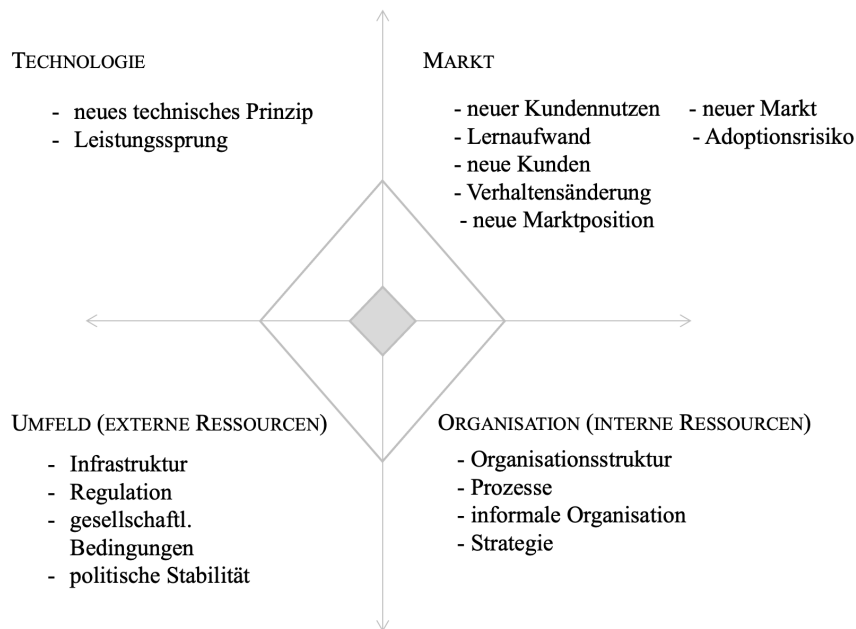 TECHNOLOGIE
- neues technisches Prinzip
- Leistungssprung
MARKT
- neuer Kundennutzen
- Lernaufwand
- neue Kunden
- Verhaltensänderung
- neue Marktposition
- neuer Markt
- Adoptionsrisiko
UMFELD (EXTERNE RESSOURCEN)
- Infrastruktur
- Regulation
- gesellschaftl.
Bedingungen
- politische Stabilität
ORGANISATION (INTERNE RESSOURCEN)
- Organisationsstruktur
- Prozesse
- informale Organisation
- Strategie